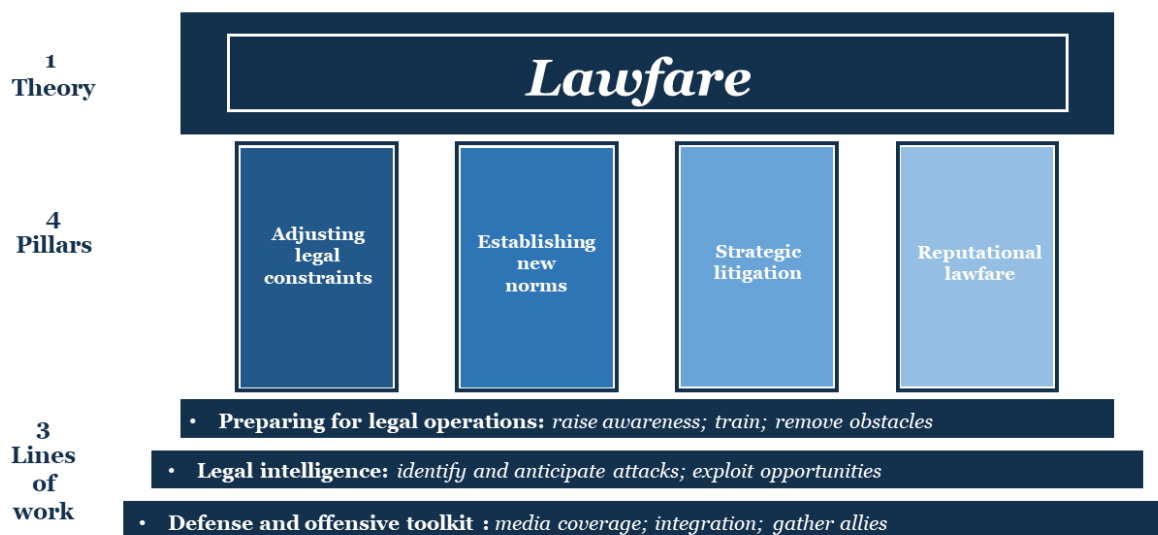 1
Theory
Lawfare
4
Pillars
Adjusting
legal
constraints
Establishing
new
norms
Strategic
litigation
Reputational
lawfare
3
Lines
of
work
• Preparing for legal operations: raise awareness; train; remove obstacles
• Legal intelligence: identify and anticipate attacks; exploit opportunities
• Defense and offensive toolkit : media coverage; integration; gather allies